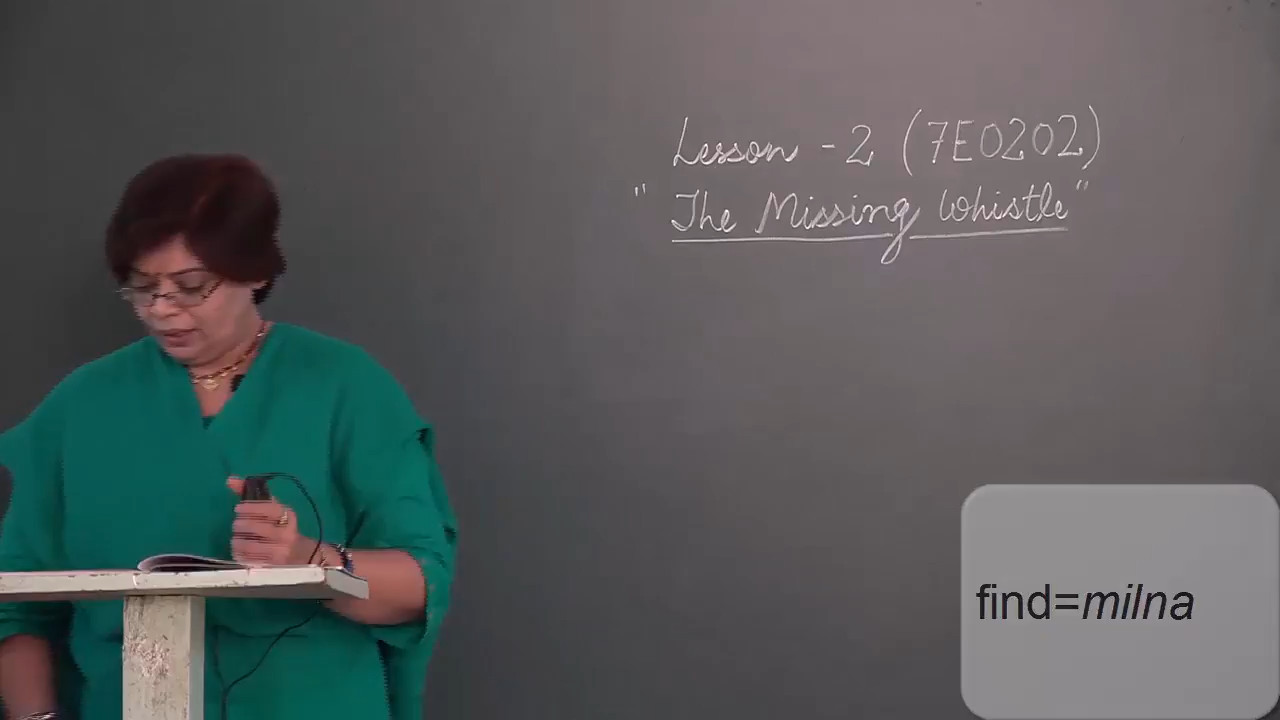 Lesson - 2 (7E0202)
"The Missing Whistle"
find=milna